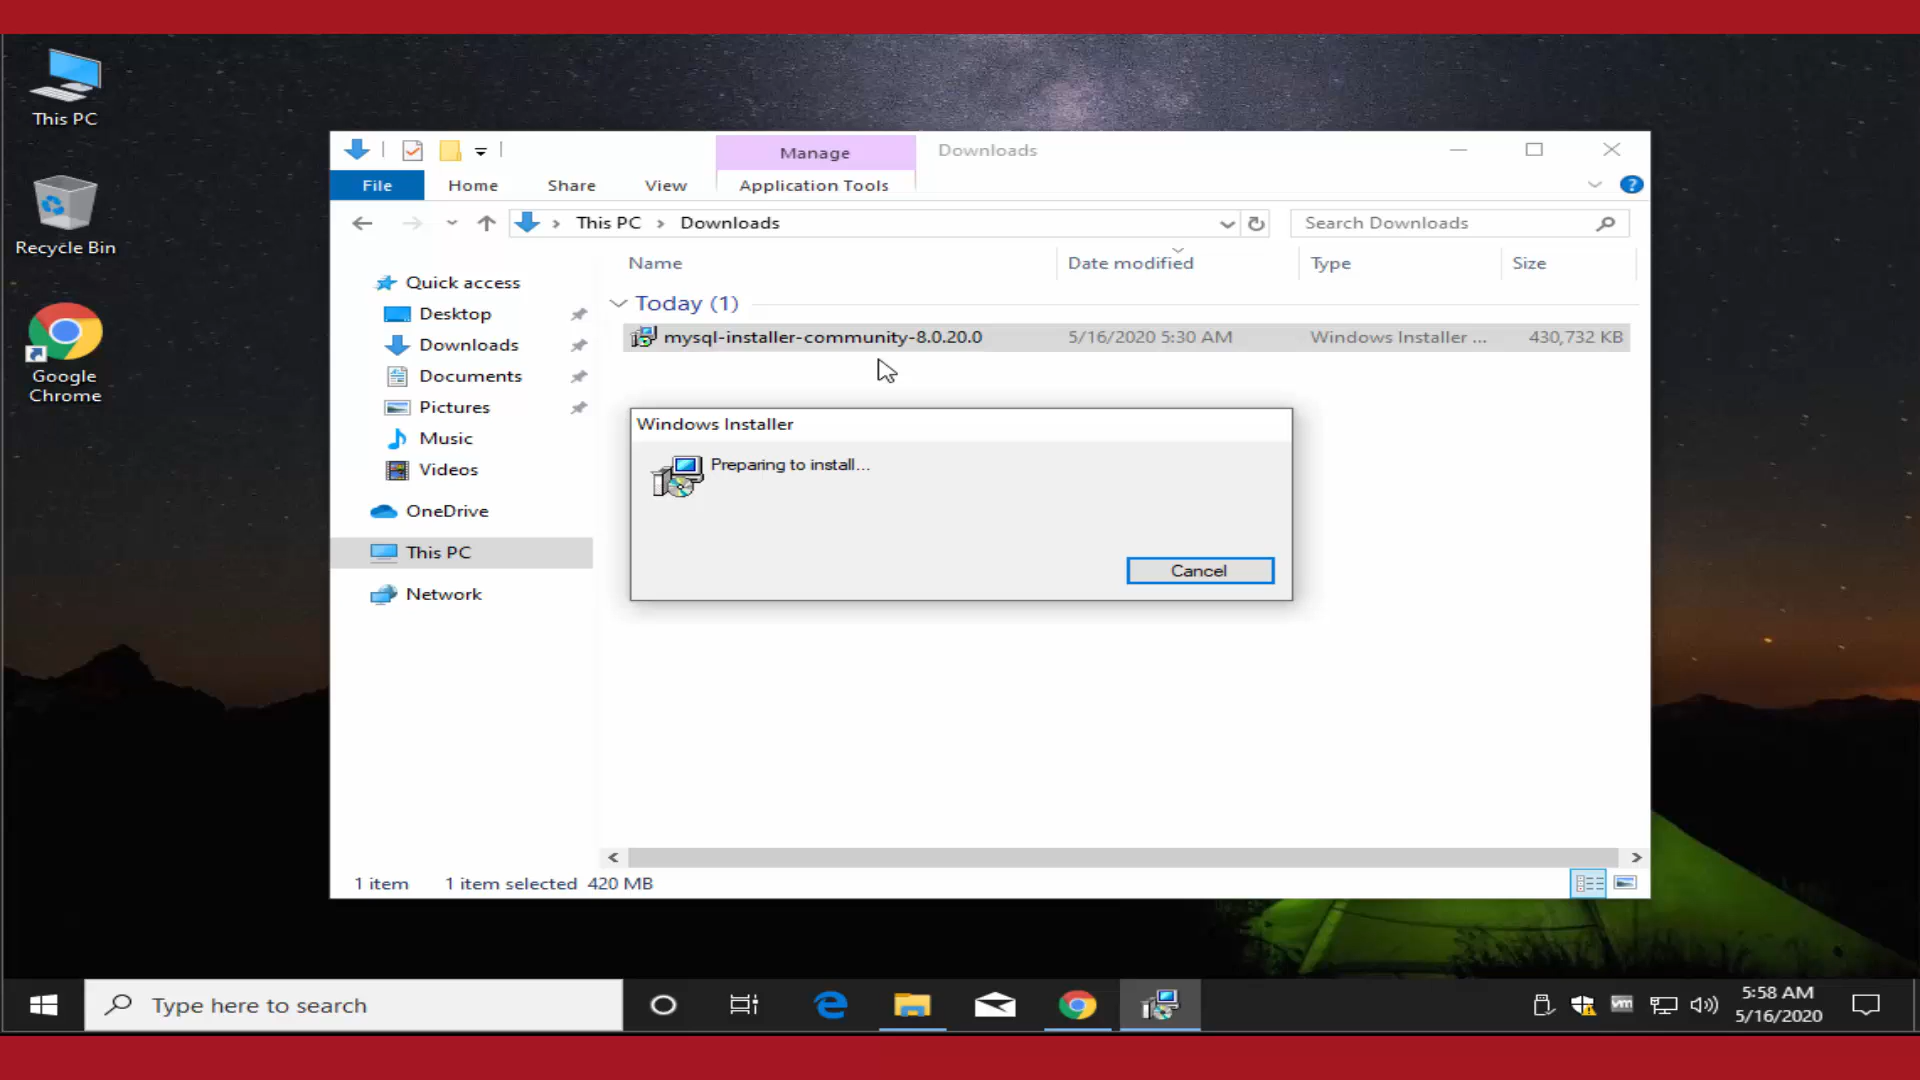 This PC
Recycle Bin
Google
Chrome
Manage
Downloads
File
Home
Share
View
Application Tools
This PC
Downloads
Search Downloads
Name
Date modified
Type
Size
Quick access
Desktop
Downloads
Documents
Pictures
Music
Videos
OneDrive
This PC
Network
Today (1)
mysql-installer-community-8.0.20.0
5/16/2020 5:30 AM
Windows Installer ...
430,732 KB
Windows Installer
Preparing to install...
Cancel
1 item
1 item selected 420 MB
Type here to search
vm
5:58 AM
5/16/2020